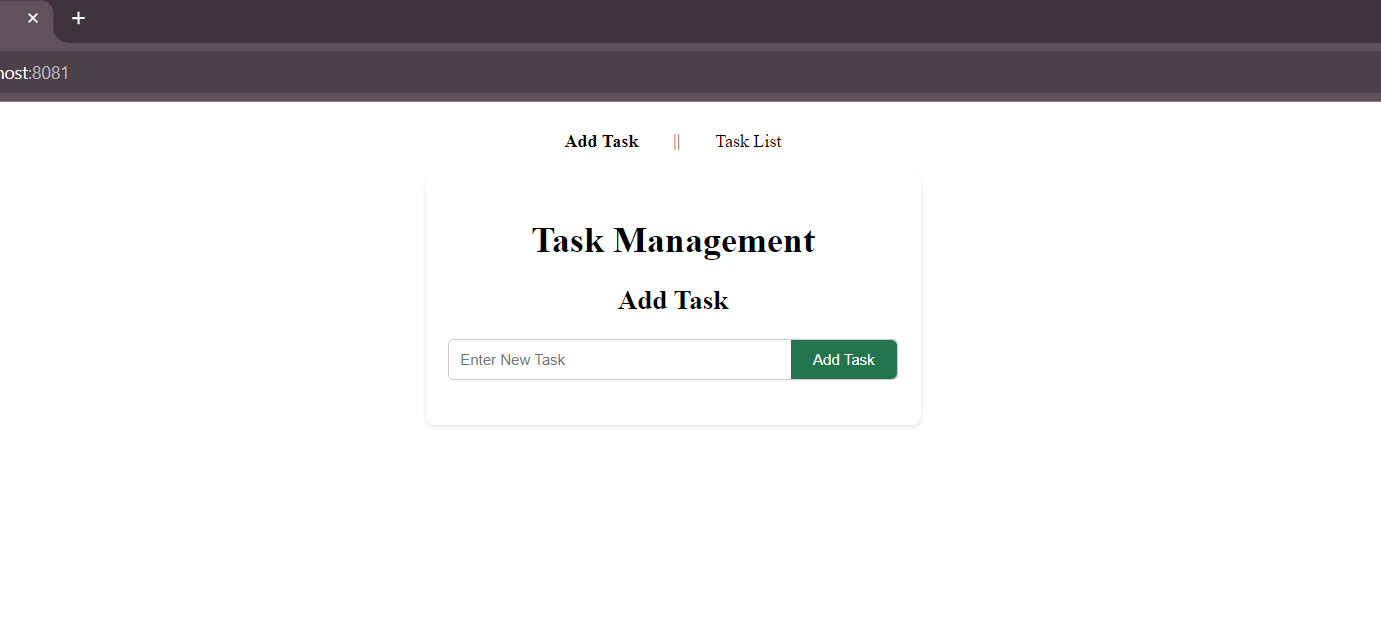 host:8081
Add Task || Task List
Task Management
Add Task
Enter New Task Add Task